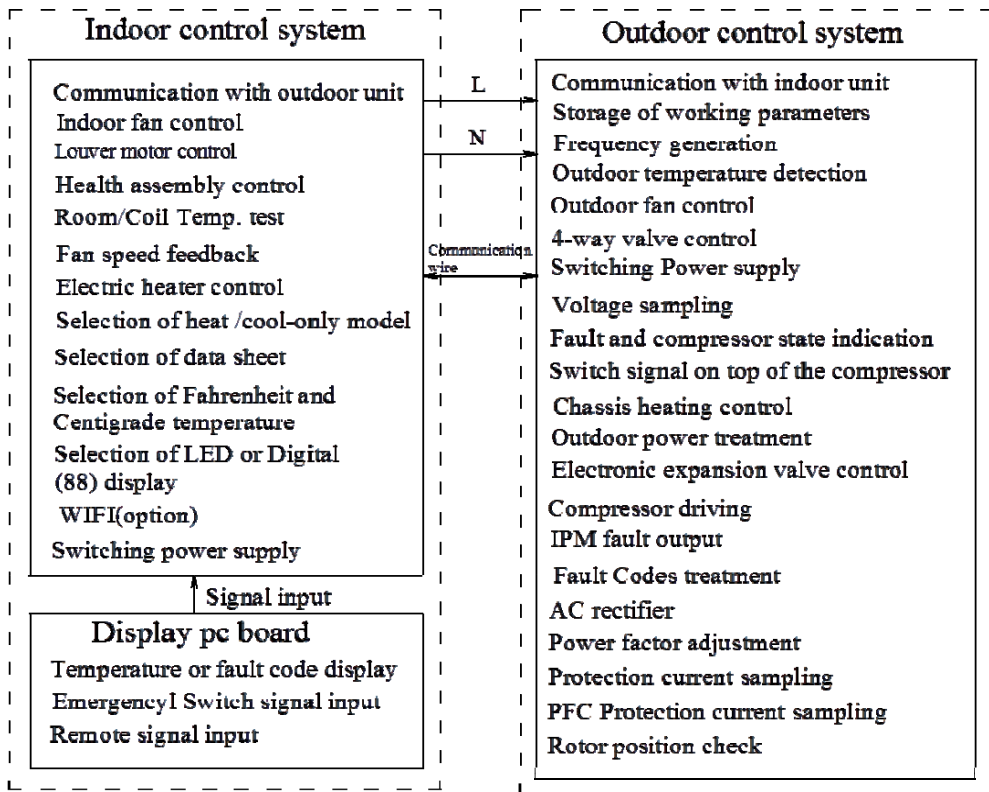 Indoor control system
Communication with outdoor unit
Indoor fan control
Louver motor control
Health assembly control
Room/Coil Temp. test
Fan speed feedback
Electric heater control
Selection of heat /cool-only model
Selection of data sheet
Selection of Fahrenheit and
Centigrade temperature
Selection of LED or Digital
(88) display
WIFI(option)
Switching power supply
Signal input
Display pc board
Temperature or fault code display
EmergencyI Switch signal input
Remote signal input
L
N
Communication
wire
Outdoor control system
Communication with indoor unit
Storage of working parameters
Frequency generation
Outdoor temperature detection
Outdoor fan control
4-way valve control
Switching Power supply
Voltage sampling
Fault and compressor state indication
Switch signal on top of the compressor
Chassis heating control
Outdoor power treatment
Electronic expansion valve control
Compressor driving
IPM fault output
Fault Codes treatment
AC rectifier
Power factor adjustment
Protection current sampling
PFC Protection current sampling
Rotor position check